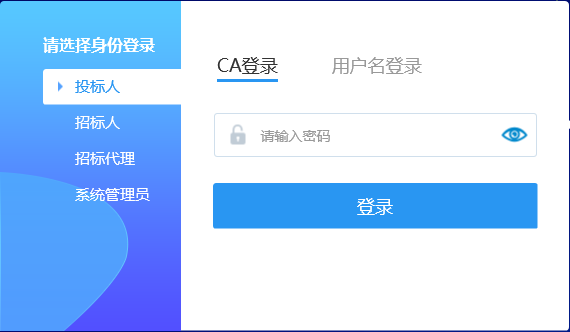 请选择身份登录
投标人
招标人
招标代理
系统管理员
CA登录
用户名登录
请输入密码
登录